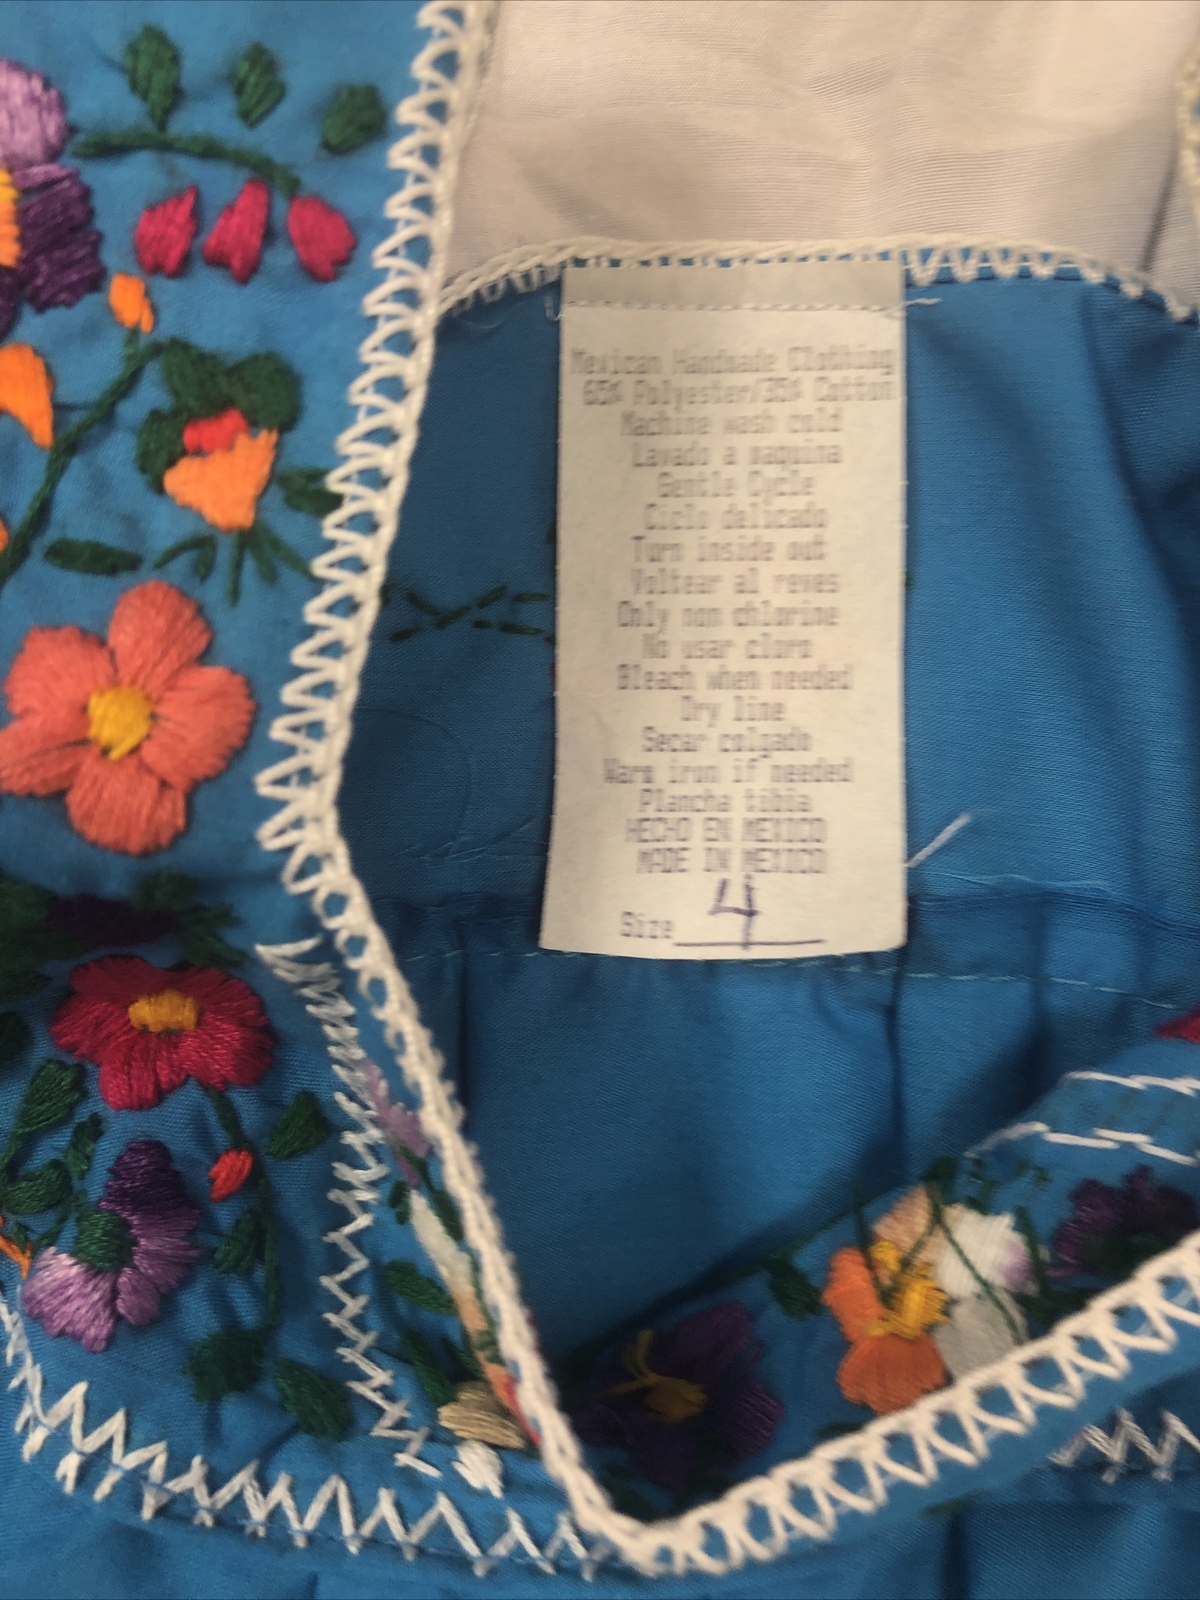 Mexican Handmade Clothing
65% Polyester/35% Cotton
Machine wash cold
Lavado a maquina
Gentle Cycle
Ciclo delicado
Turn inside out
Voltear al reves
Only non chlorine
No usar cloro
Bleach when needed
Dry line
Secar colgado
Warm iron if needed
Plancha tibia
HECHO EN MEXICO
MADE IN MEXICO
Size 4